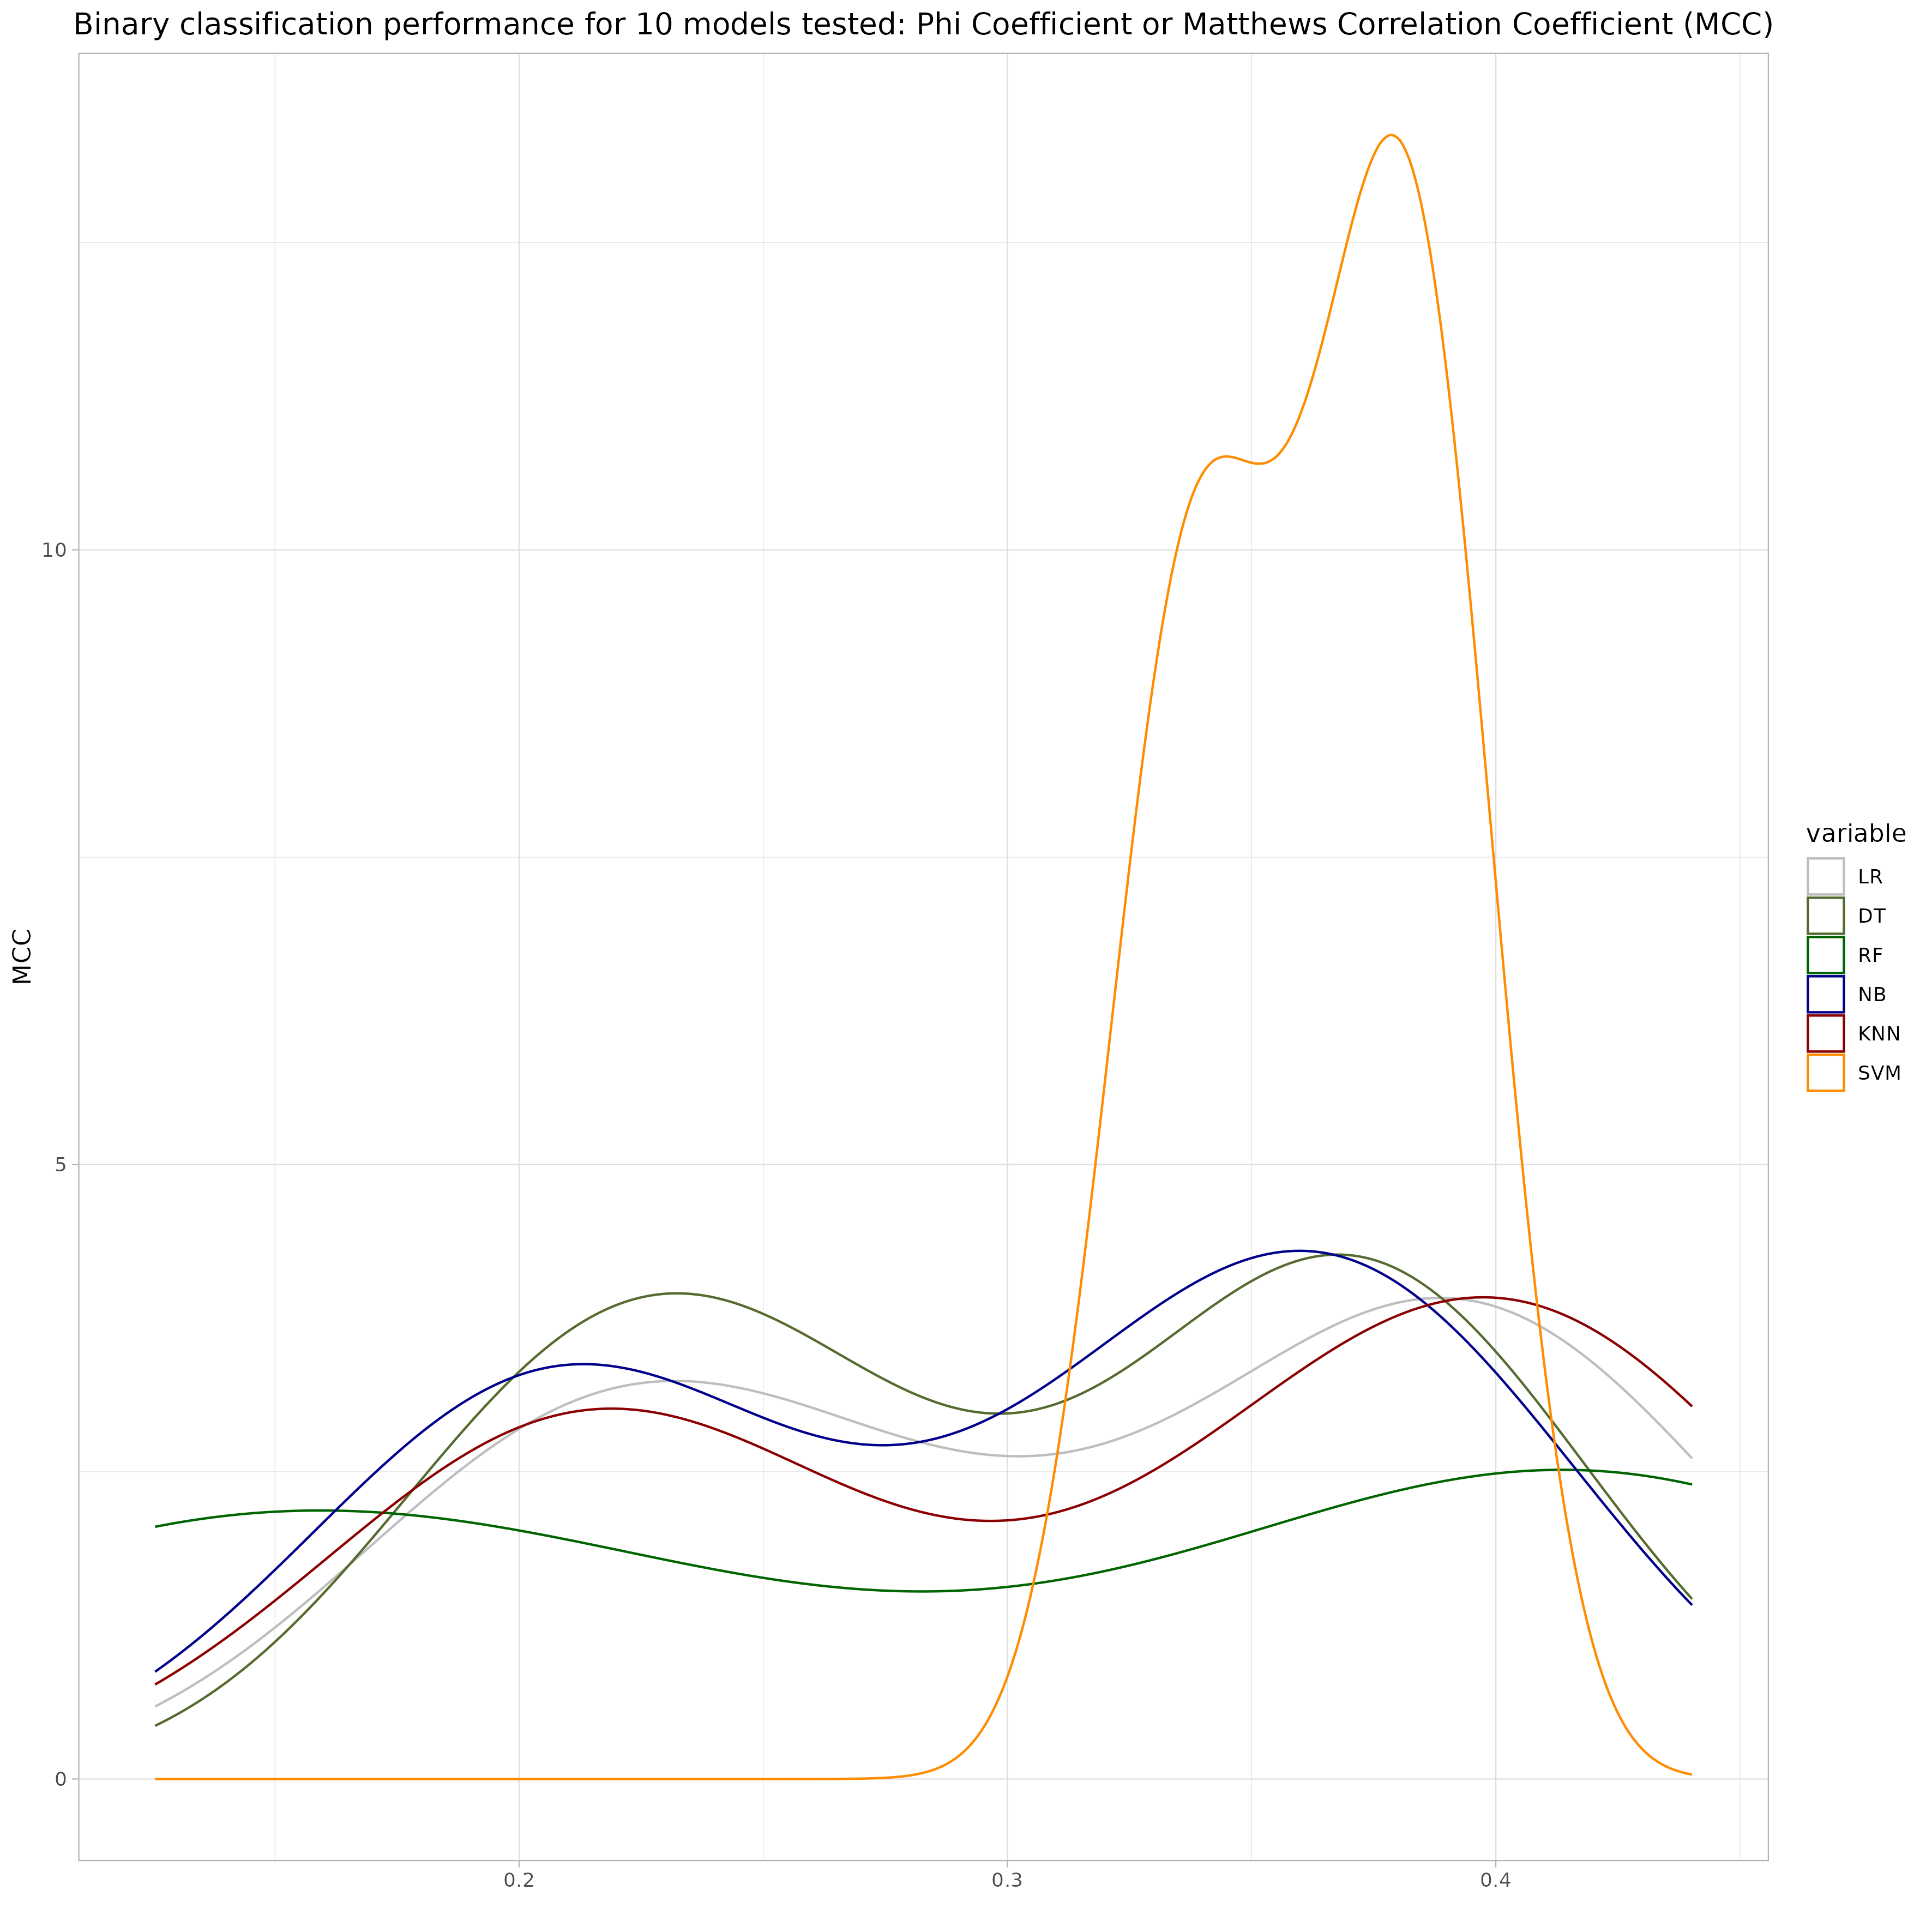 Binary classification performance for 10 models tested: Phi Coefficient or Matthews Correlation Coefficient (MCC)
MCC
10
5
0
0.2
0.3
0.4
variable
LR
DT
RF
NB
KNN
SVM